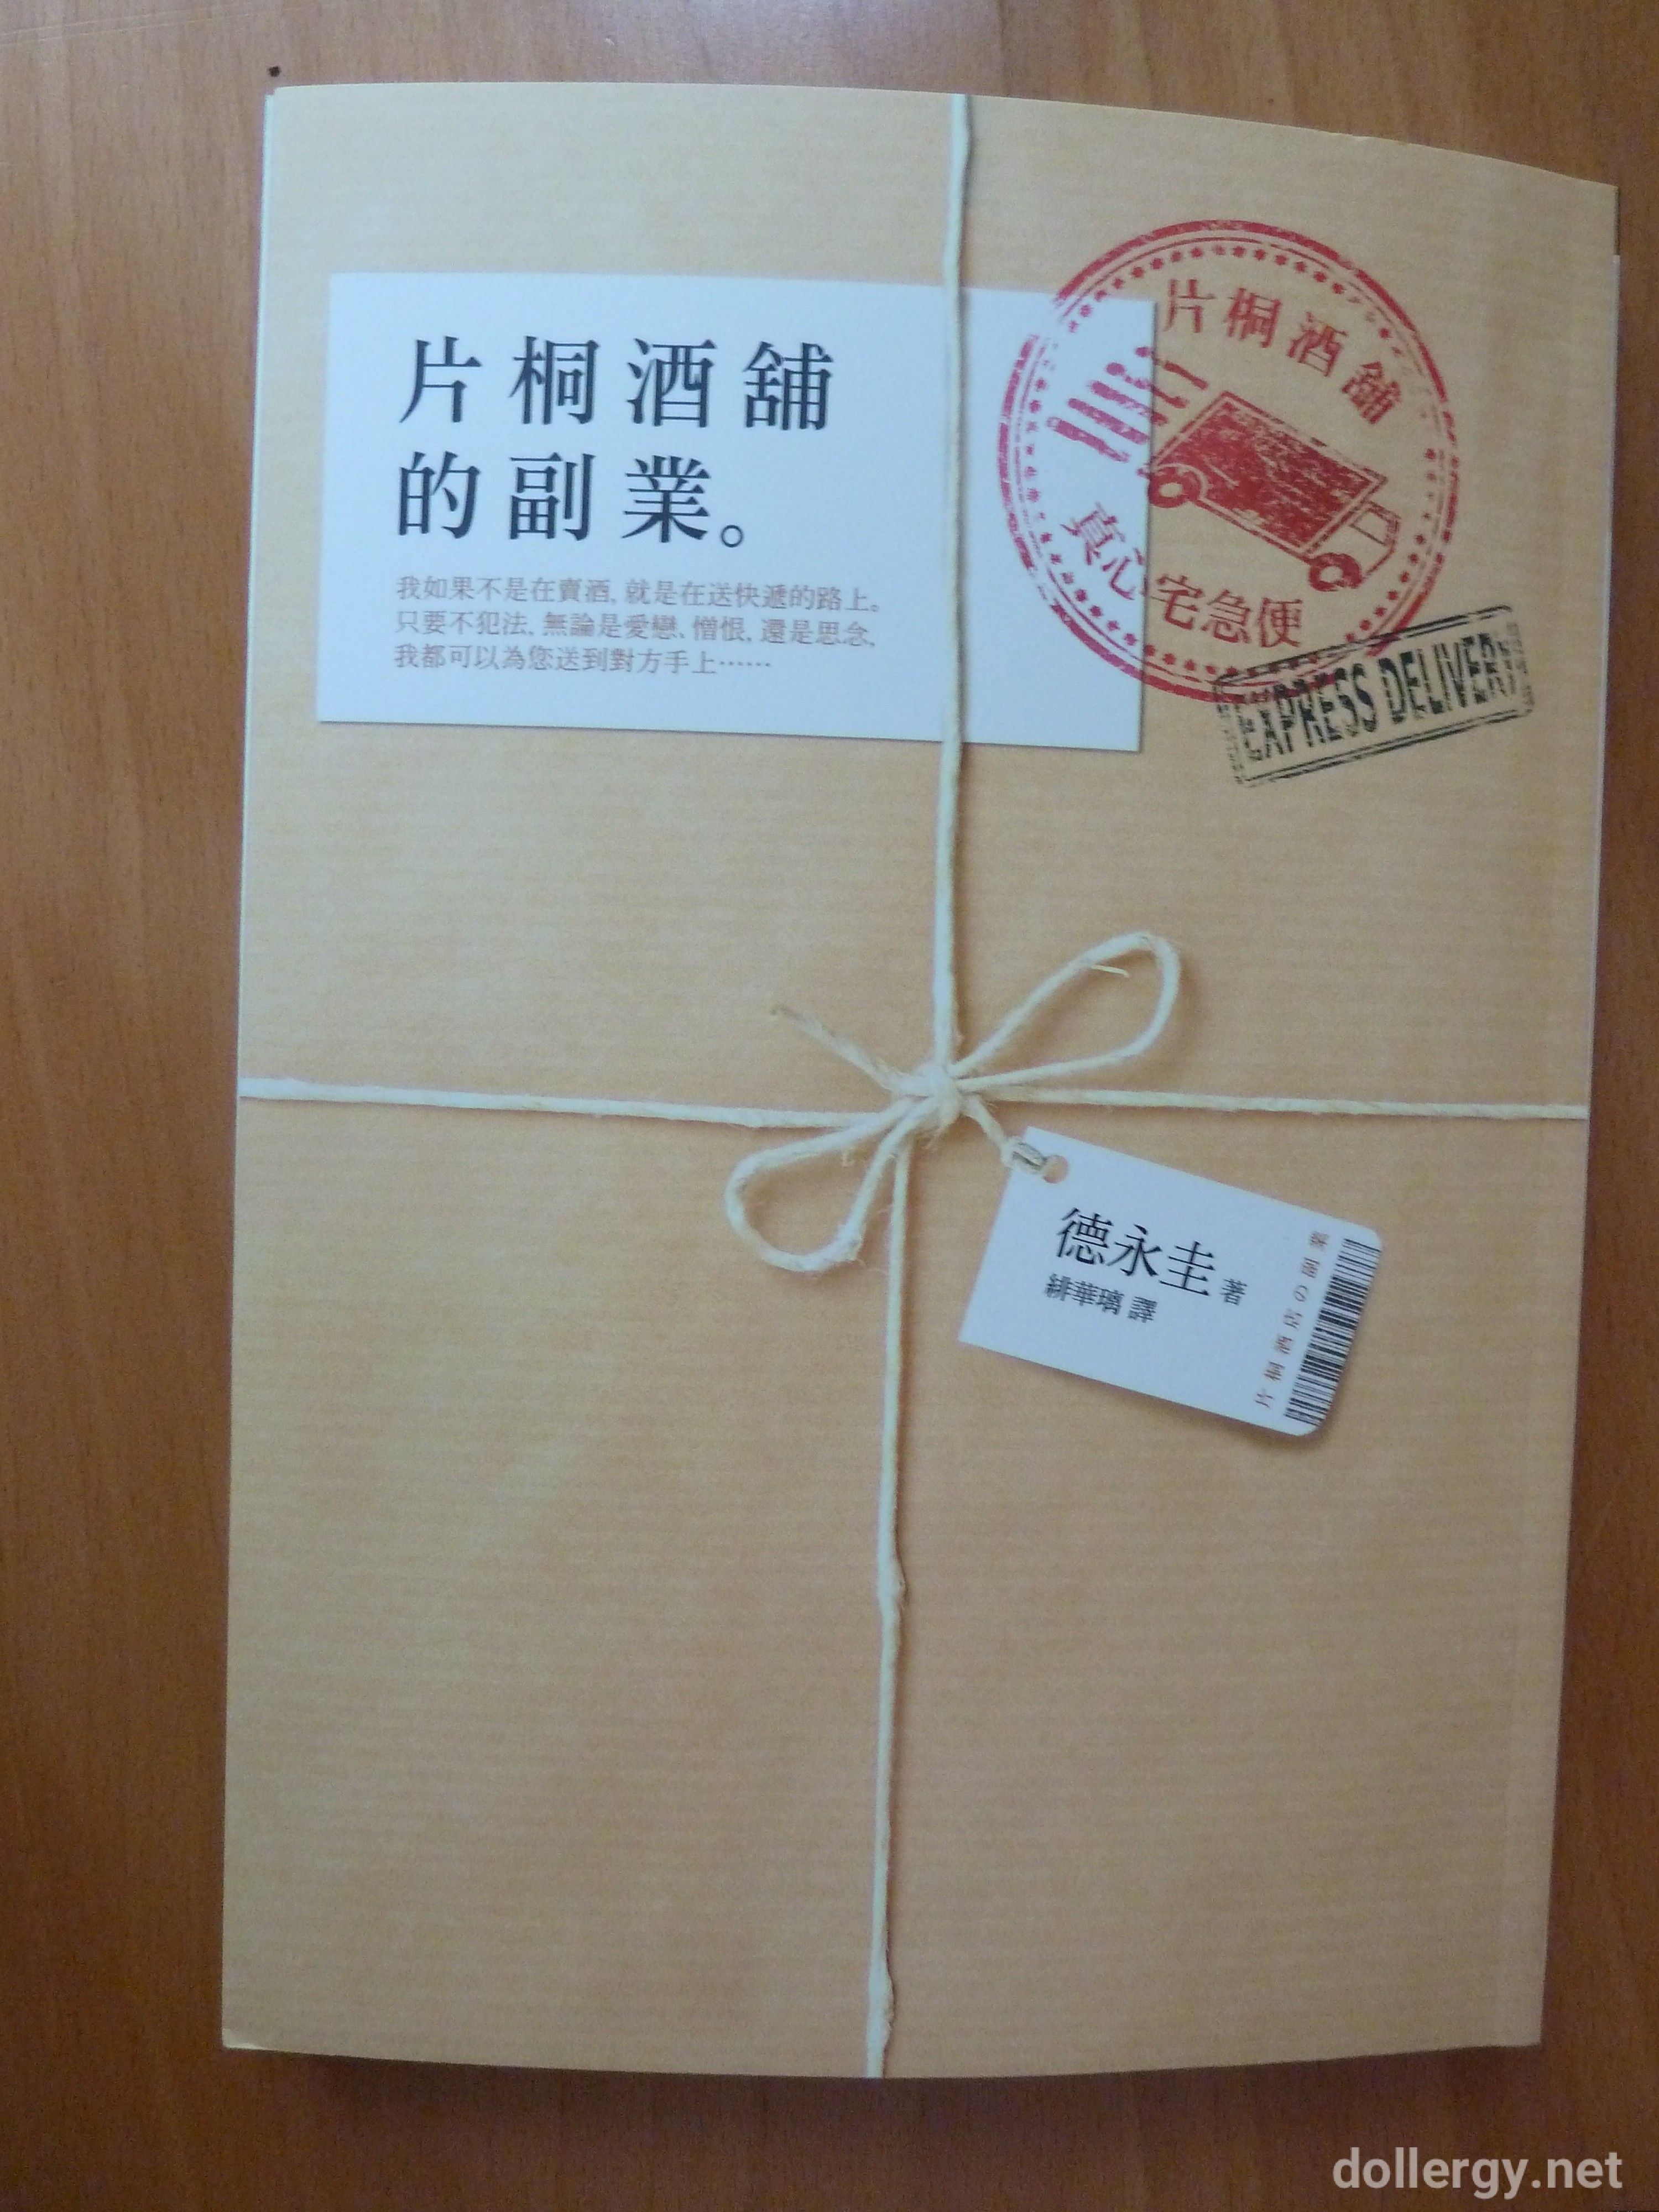 片桐酒舖
的副業。
我如果不是在賣酒，就是在送快遞的路上。
只要不犯法，無論是愛戀、憎恨，還是思念，
我都可以為您送到對方手上……
片桐酒舖
真心宅急便
EXPRESS DELIVERY
德永圭 著
緋華璃 譯
dollergy.net